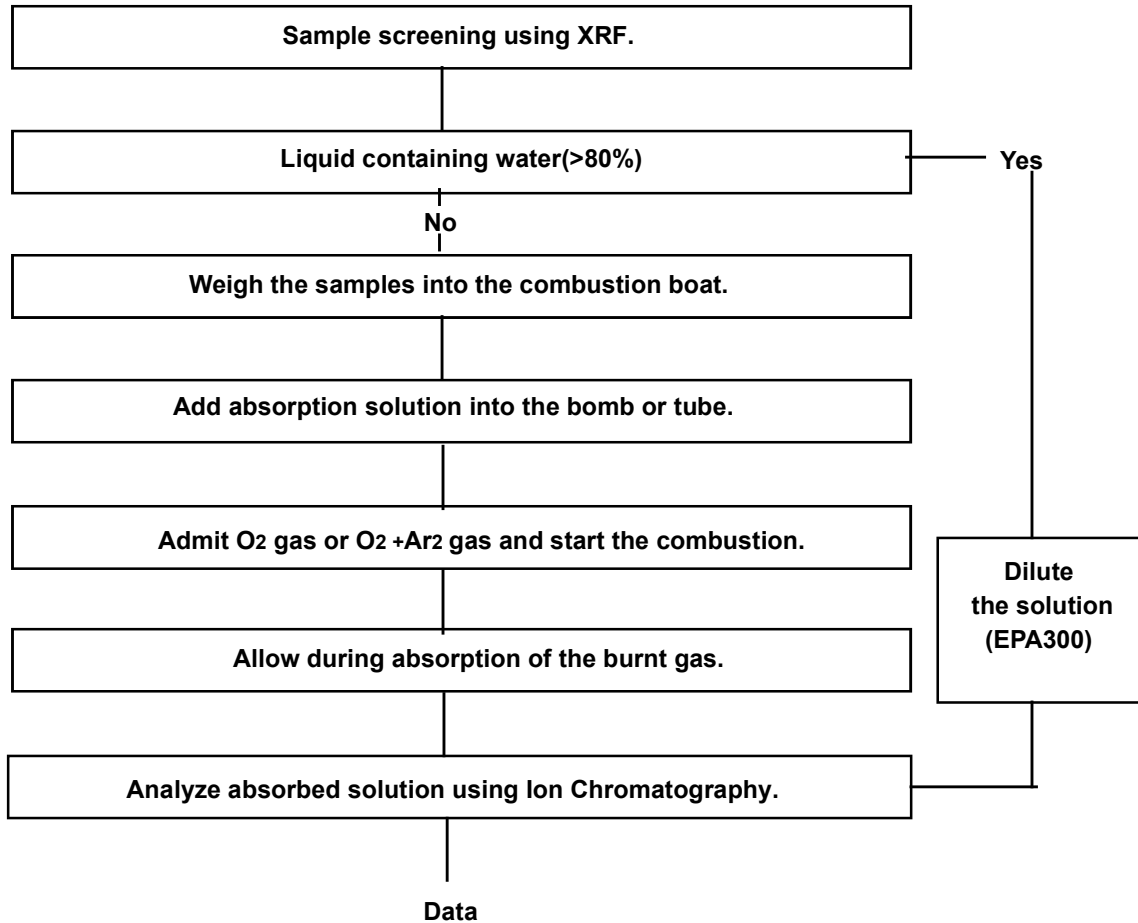 Sample screening using XRF.
Liquid containing water(>80%)
Yes
No
Weigh the samples into the combustion boat.
Add absorption solution into the bomb or tube.
Admit O2 gas or O2 +Ar2 gas and start the combustion.
Dilute
the solution
(EPA300)
Allow during absorption of the burnt gas.
Analyze absorbed solution using Ion Chromatography.
Data